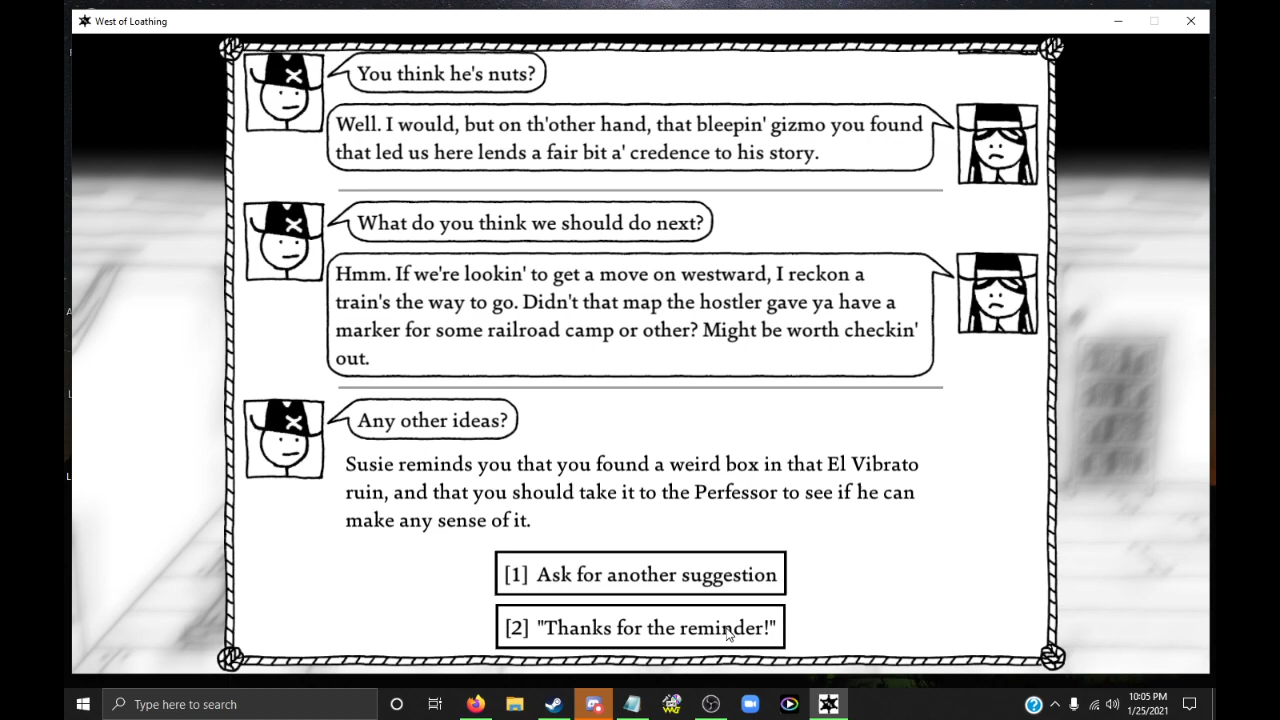 West of Loathing
You think he's nuts?
Well. I would, but on th'other hand, that bleepin' gizmo you found
that led us here lends a fair bit a' credence to his story.
What do you think we should do next?
Hmm. If we're lookin' to get a move on westward, I reckon a
train's the way to go. Didn't that map the hostler gave ya have a
marker for some railroad camp or other? Might be worth checkin'
out.
Any other ideas?
Susie reminds you that you found a weird box in that El Vibrato
ruin, and that you should take it to the Perfessor to see if he can
make any sense of it.
[1] Ask for another suggestion
[2] "Thanks for the reminder!"
Type here to search
10:05 PM
1/25/2021